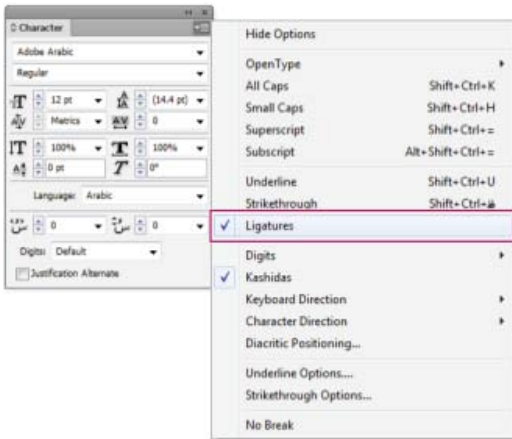 Character
Adobe Arabic
Regular
12 pt
(14.4 pt)
Metrics
0
100%
100%
0 pt
0°
Language: Arabic
0
0
Digits: Default
Justification Alternate
Hide Options
OpenType
All Caps Shift+Ctrl+K
Small Caps Shift+Ctrl+H
Superscript Shift+Ctrl+=
Subscript Alt+Shift+Ctrl+=
Underline Shift+Ctrl+U
Strikethrough Shift+Ctrl+
Ligatures
Digits
Kashidas
Keyboard Direction
Character Direction
Diacritic Positioning...
Underline Options....
Strikethrough Options...
No Break